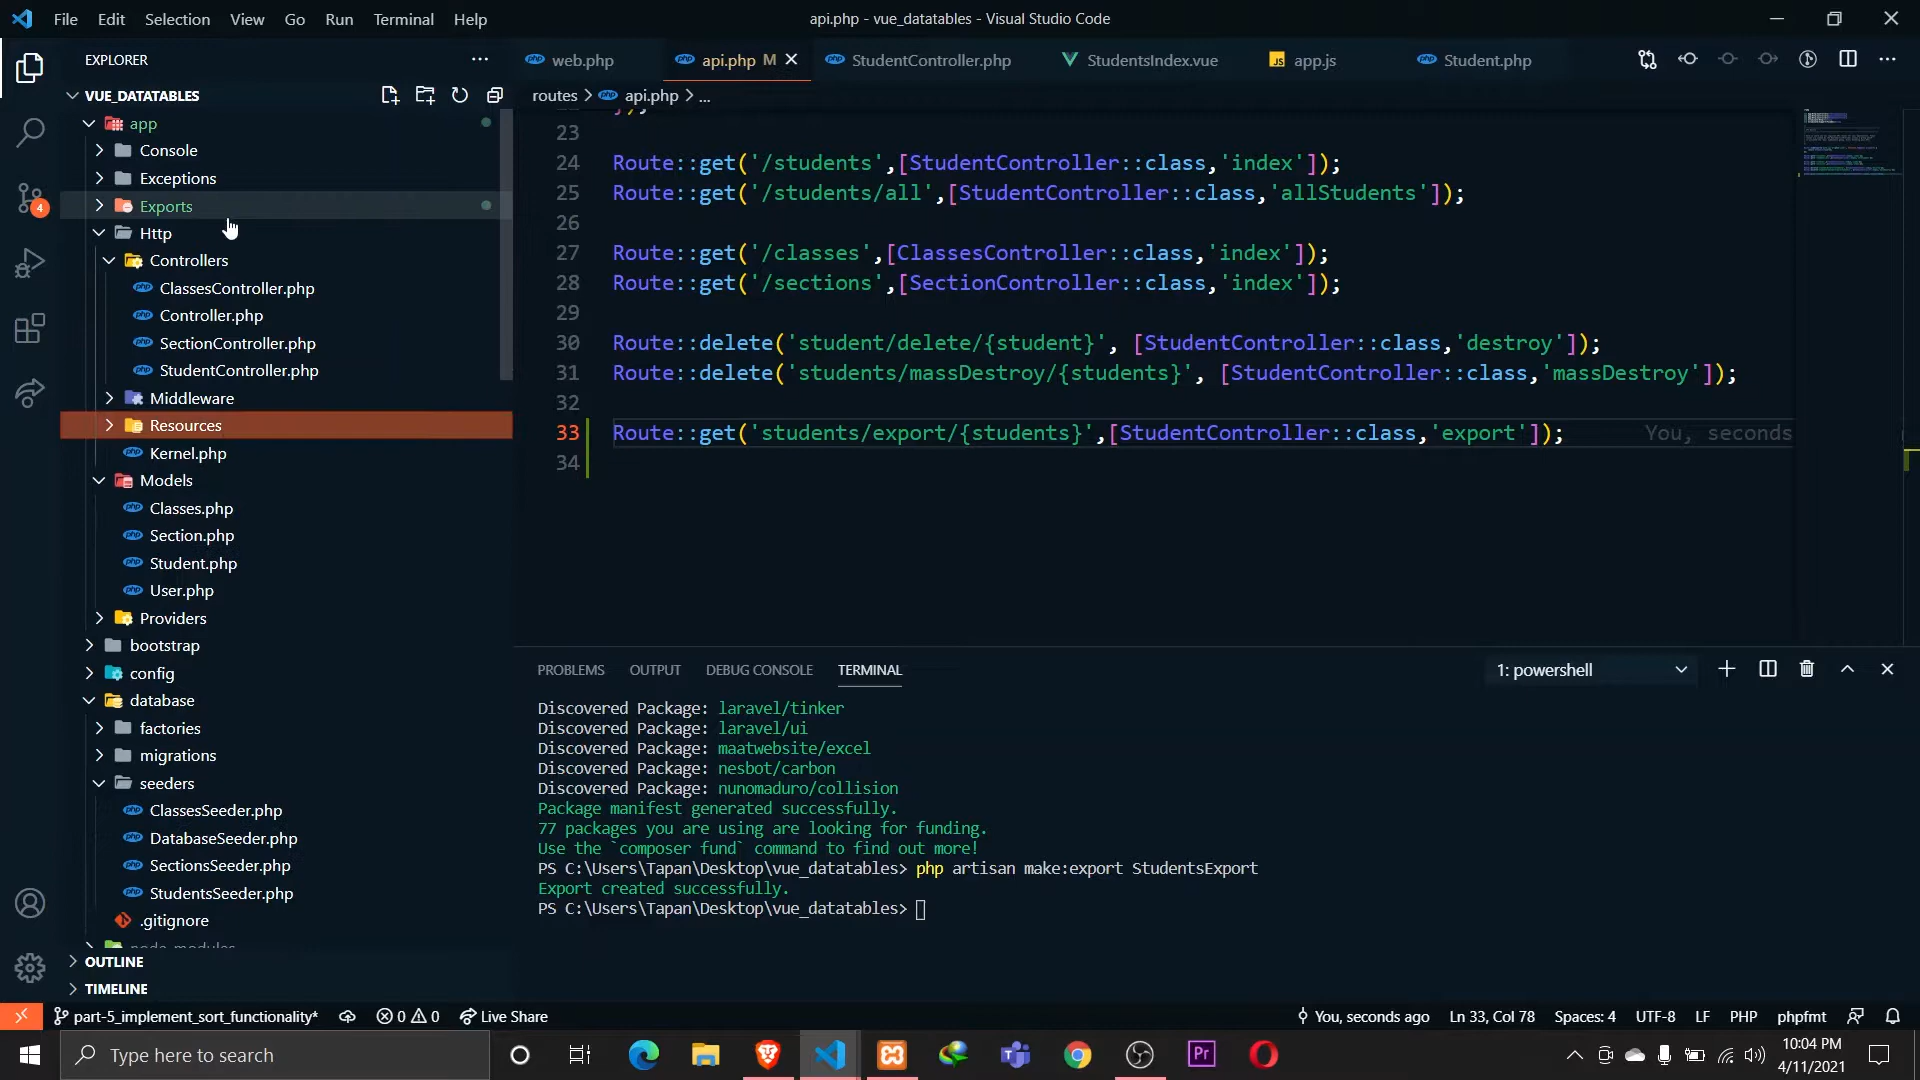 File Edit Selection View Go Run Terminal Help
api.php - vue_datatables - Visual Studio Code
EXPLORER
web.php
api.php M
StudentController.php
StudentsIndex.vue
JS app.js
Student.php
VUE_DATATABLES
routes > api.php > ...
app
Console
Exceptions
Exports
Http
Controllers
ClassesController.php
Controller.php
SectionController.php
StudentController.php
Middleware
Resources
Kernel.php
Models
Classes.php
Section.php
Student.php
User.php
Providers
bootstrap
config
database
factories
migrations
seeders
ClassesSeeder.php
DatabaseSeeder.php
SectionsSeeder.php
StudentsSeeder.php
.gitignore
node_modules
OUTLINE
TIMELINE
4
23
24 Route::get('/students',[StudentController::class,'index']);
25 Route::get('/students/all',[StudentController::class,'allStudents']);
26
27 Route::get('/classes',[ClassesController::class,'index']);
28 Route::get('/sections',[SectionController::class,'index']);
29
30 Route::delete('student/delete/{student}', [StudentController::class,'destroy']);
31 Route::delete('students/massDestroy/{students}', [StudentController::class,'massDestroy']);
32
33 Route::get('students/export/{students}',[StudentController::class,'export']); You, seconds
34
PROBLEMS OUTPUT DEBUG CONSOLE TERMINAL
1: powershell
Discovered Package: laravel/tinker
Discovered Package: laravel/ui
Discovered Package: maatwebsite/excel
Discovered Package: nesbot/carbon
Discovered Package: nunomaduro/collision
Package manifest generated successfully.
77 packages you are using are looking for funding.
Use the `composer fund` command to find out more!
PS C:\Users\Tapan\Desktop\vue_datatables> php artisan make:export StudentsExport
Export created successfully.
PS C:\Users\Tapan\Desktop\vue_datatables>
part-5_implement_sort_functionality* 0 0 Live Share
You, seconds ago Ln 33, Col 78 Spaces: 4 UTF-8 LF PHP phpfmt
Type here to search
Pr
10:04 PM
4/11/2021